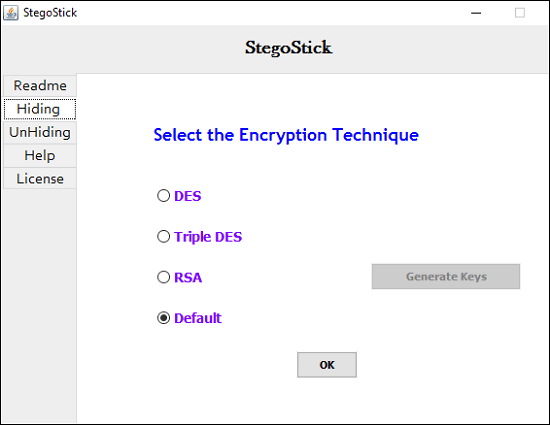 StegoStick
StegoStick
Readme
Hiding
UnHiding
Help
License
Select the Encryption Technique
DES
Triple DES
RSA
Generate Keys
Default
OK